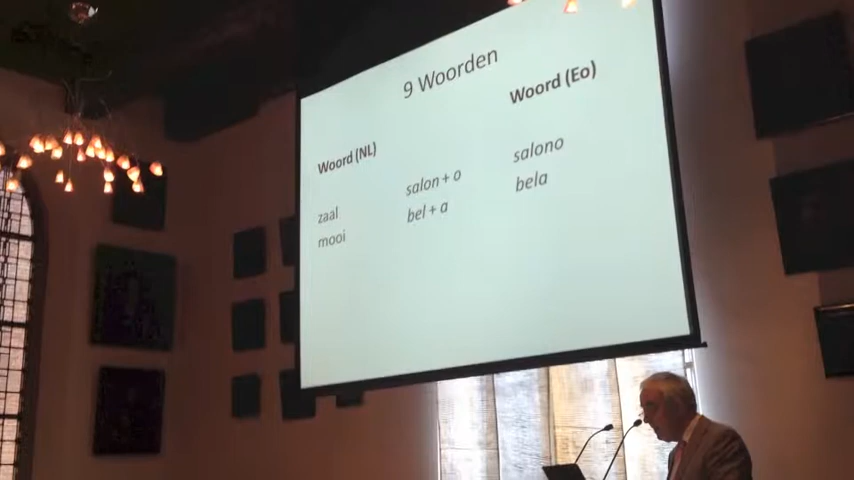 9 Woorden
Woord (NL) Woord (Eo)
zaal salon + o salono
mooi bel + a bela